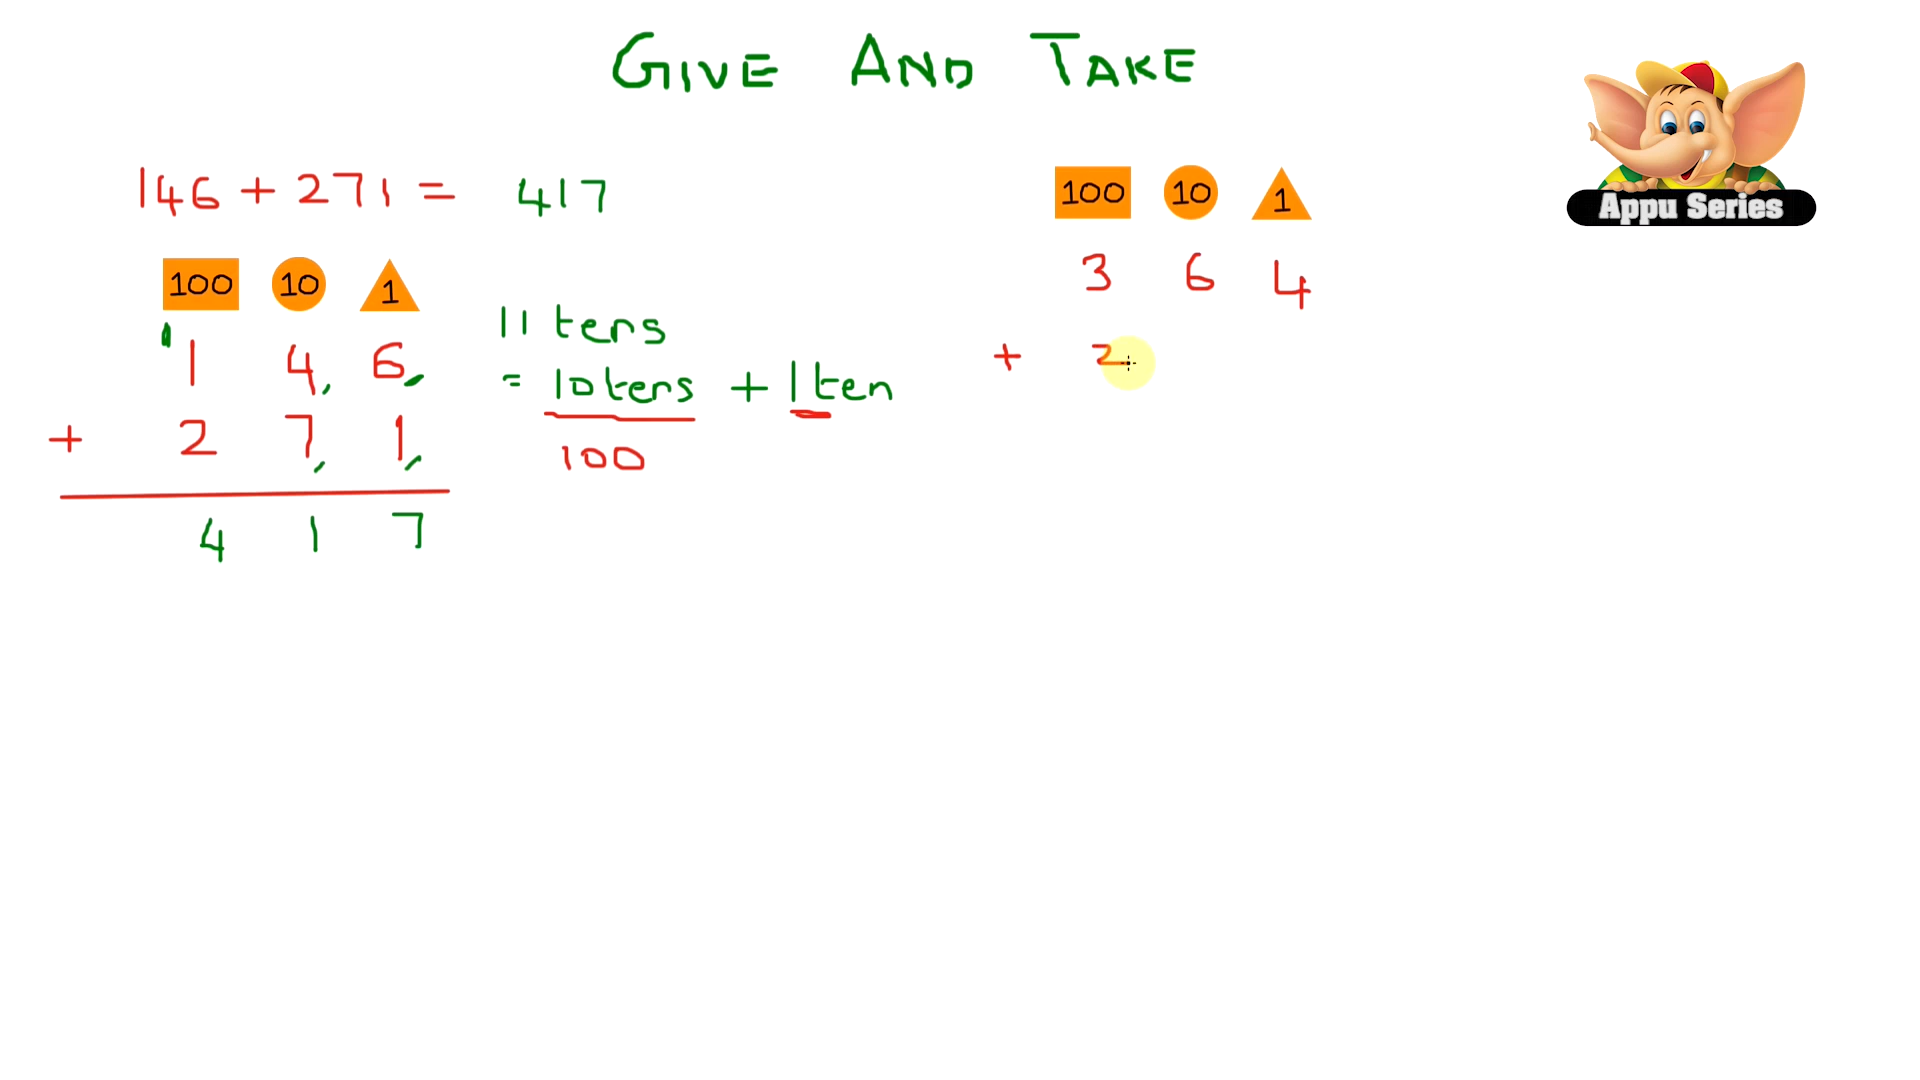 GIVE AND TAKE
146 + 271 = 417
100 10 1
1
1 4, 6,
+ 2 7, 1,
4 1 7
11 tens
= 10 tens + 1 ten
100
100 10 1
3 6 4
+ 2
Appu Series